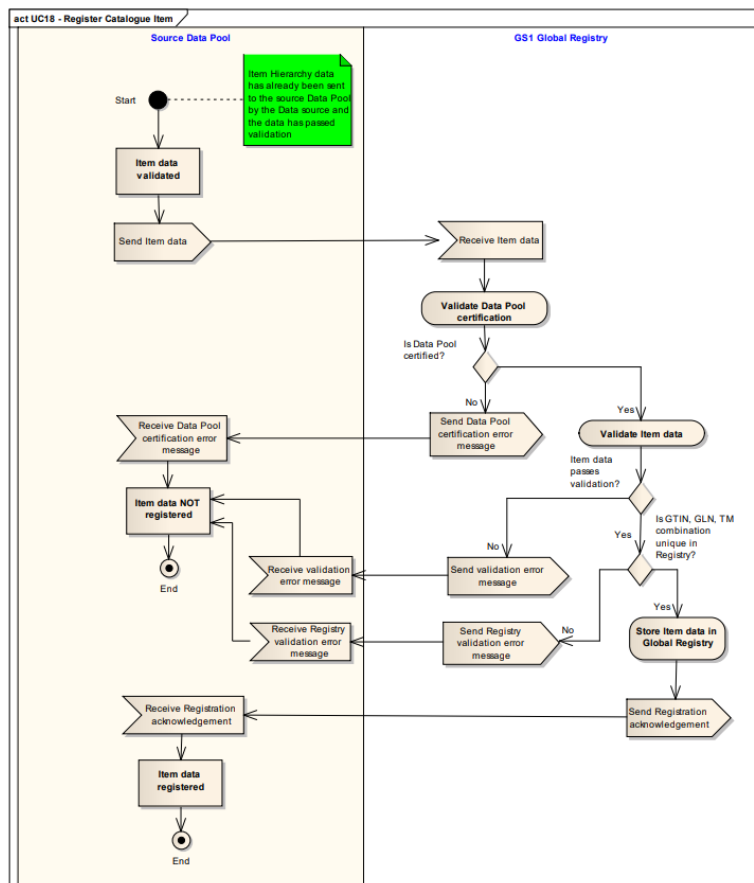 act UC18 - Register Catalogue Item
Source Data Pool
GS1 Global Registry
Item Hierarchy data
has already been sent
to the source Data Pool
by the Data source and
the data has passed
validation
Start
Item data
validated
Send Item data
Receive Item data
Validate Data Pool
certification
Is Data Pool
certified?
No
Yes
Receive Data Pool
certification error
message
Send Data Pool
certification error
message
Validate Item data
Item data
passes
validation?
Item data NOT
registered
Is GTIN, GLN, TM
combination
unique in
Registry?
No
Yes
End
Receive validation
error message
Send validation error
message
Yes
Receive Registry
validation error
message
Send Registry
validation error
message
No
Store Item data in
Global Registry
Receive Registration
acknowledgement
Send Registration
acknowledgement
Item data
registered
End